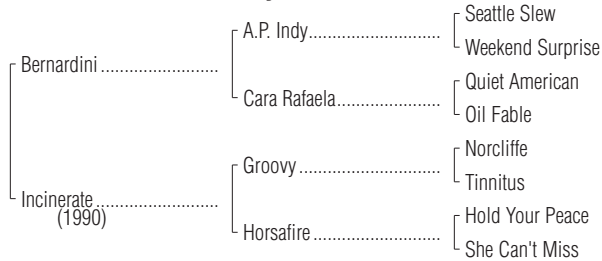 Seattle Slew
A.P. Indy..................................
Weekend Surprise
Bernardini ..............................
Quiet American
Cara Rafaela...........................
Oil Fable
Norcliffe
Groovy ....................................
Tinnitus
Incinerate ...............................
(1990)
Hold Your Peace
Horsafire .................................
She Can't Miss